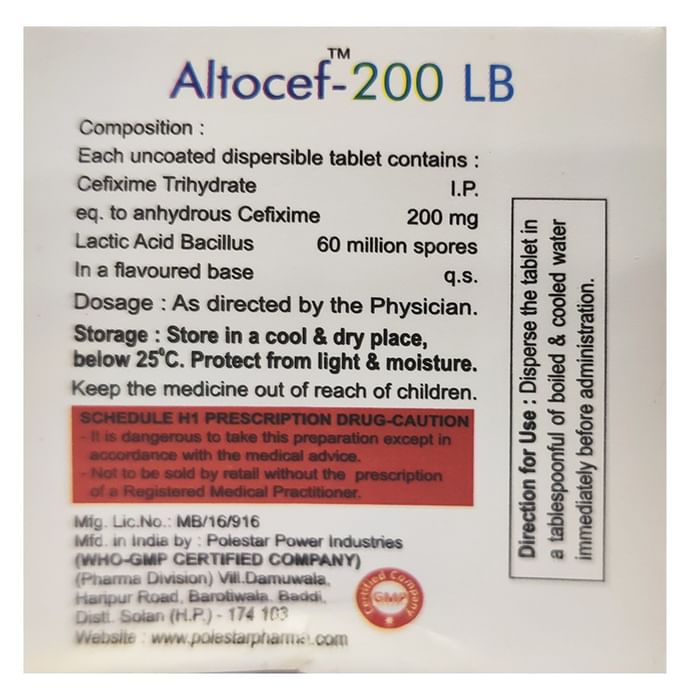 Altocef-™200 LB
Composition :
Each uncoated dispersible tablet contains :
Cefixime Trihydrate I.P.
eq. to anhydrous Cefixime 200 mg
Lactic Acid Bacillus 60 million spores
In a flavoured base q.s.
Dosage : As directed by the Physician.
Storage : Store in a cool & dry place,
below 25°C. Protect from light & moisture.
Keep the medicine out of reach of children.
SCHEDULE H1 PRESCRIPTION DRUG-CAUTION
- It is dangerous to take this preparation except in
accordance with the medical advice.
- Not to be sold by retail without the prescription
of a Registered Medical Practitioner.
Mfg. Lic.No.: MB/16/916
Mfd. in India by : Polestar Power Industries
(WHO-GMP CERTIFIED COMPANY)
(Pharma Division) Vill.Damuwala,
Haripur Road, Barotiwala, Baddi,
Distt. Solan (H.P.) - 174 103
Website : www.polestarpharma.com
Certified Company
GMP
Direction for Use : Disperse the tablet in
a tablespoonful of boiled & cooled water
immediately before administration.